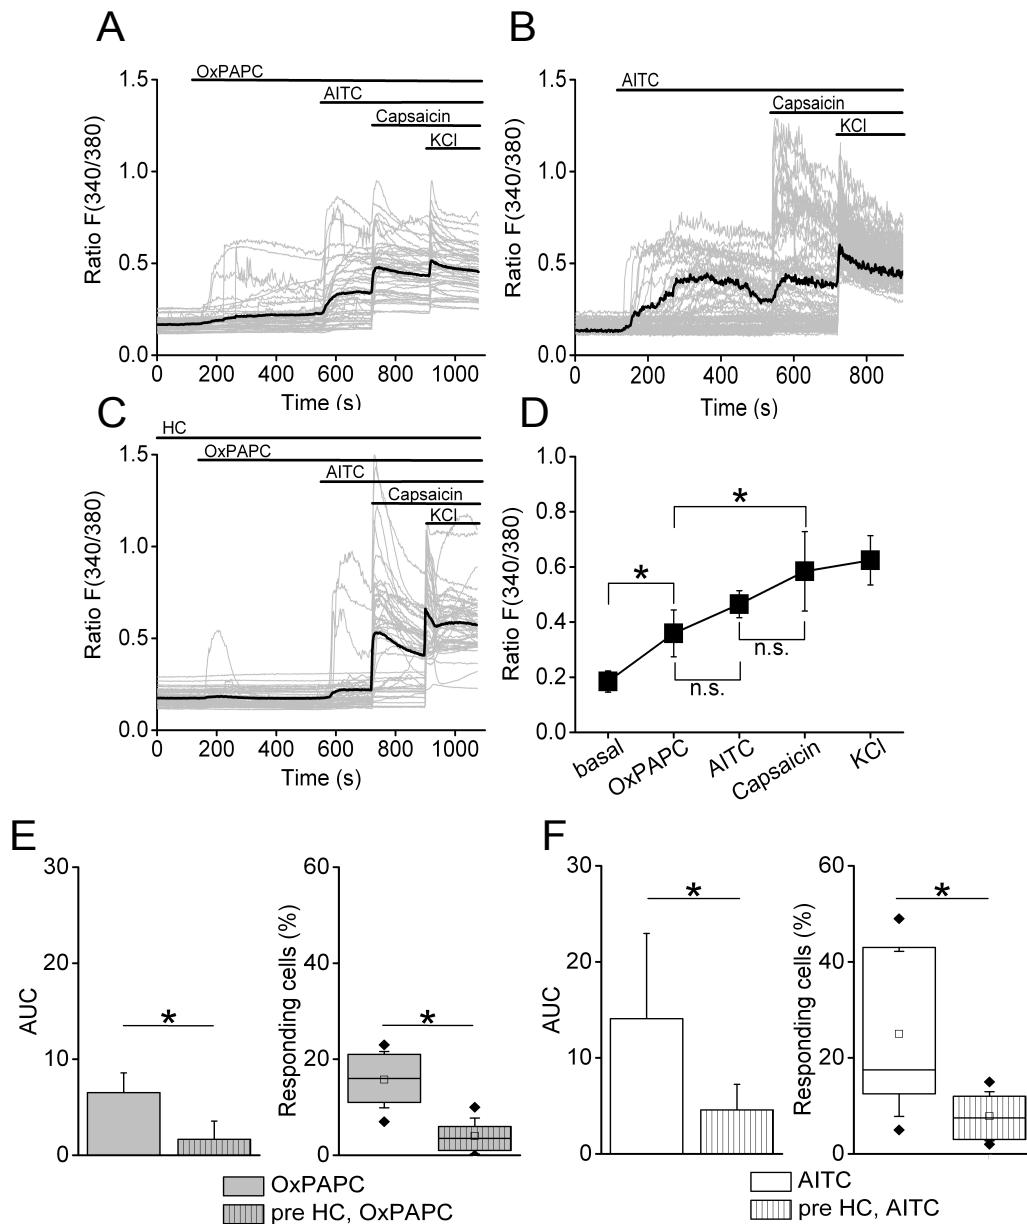 A
OxPAPC
AITC
Capsaicin
KCl
1.5
1.0
0.5
0.0
Ratio F(340/380)
0 200 400 600 800 1000
Time (s)
B
AITC
Capsaicin
KCl
1.5
1.0
0.5
0.0
Ratio F(340/380)
0 200 400 600 800
Time (s)
C
HC
OxPAPC
AITC
Capsaicin
KCl
1.5
1.0
0.5
0.0
Ratio F(340/380)
0 200 400 600 800 1000
Time (s)
D
1.0
0.8
0.6
0.4
0.2
0.0
Ratio F(340/380)
*
*
n.s.
n.s.
basal OxPAPC AITC Capsaicin KCl
E
30
20
10
0
AUC
*
60
40
20
0
Responding cells (%)
*
OxPAPC
pre HC, OxPAPC
F
30
20
10
0
AUC
*
60
40
20
0
Responding cells (%)
*
AITC
pre HC, AITC